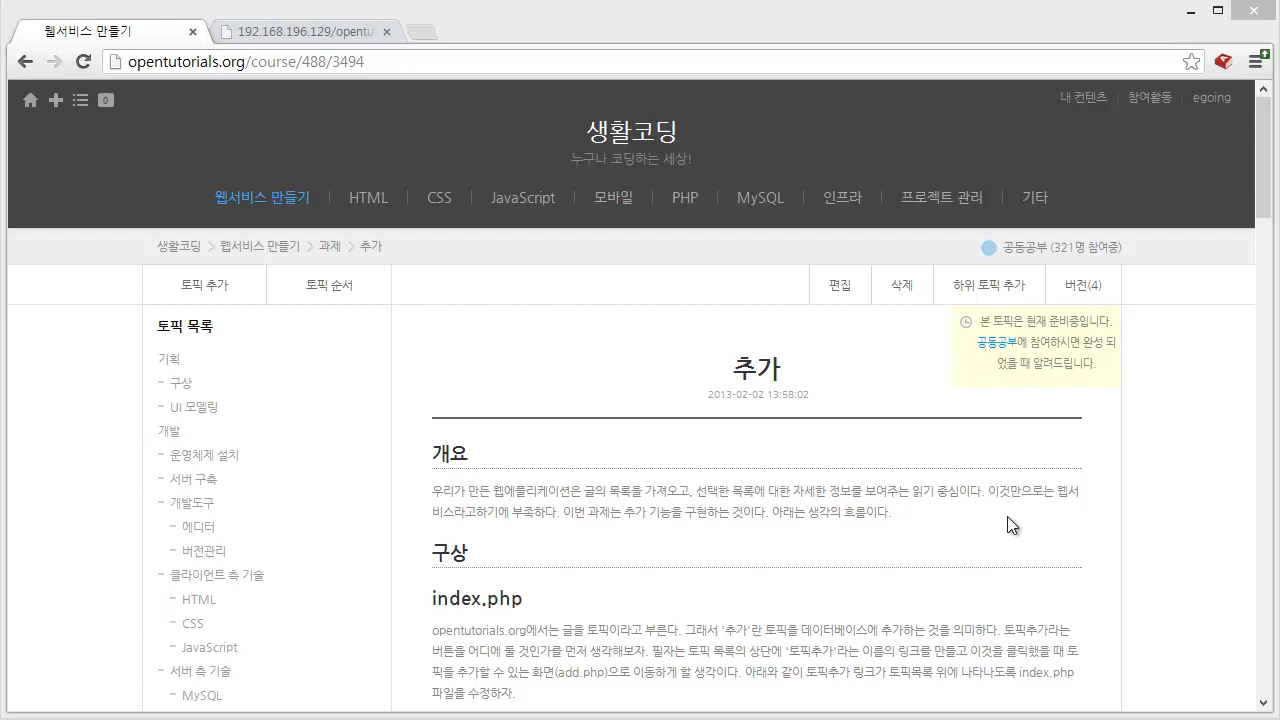 웹서비스 만들기
192.168.196.129/opentu
opentutorials.org/course/488/3494
0
내 컨텐츠 참여활동 egoing
생활코딩
누구나 코딩하는 세상!
웹서비스 만들기 HTML CSS JavaScript 모바일 PHP MySQL 인프라 프로젝트 관리 기타
생활코딩 > 웹서비스 만들기 > 과제 > 추가
공동공부 (321명 참여중)
토픽 추가 토픽 순서 편집 삭제 하위 토픽 추가 버전(4)
토픽 목록
기획
- 구상
- UI 모델링
개발
- 운영체제 설치
- 서버 구축
- 개발도구
- 에디터
- 버전관리
- 클라이언트 측 기술
- HTML
- CSS
- JavaScript
- 서버 측 기술
- MySQL
본 토픽은 현재 준비중입니다.
공동공부에 참여하시면 완성 되
었을 때 알려드립니다.
추가
2013-02-02 13:58:02
개요
우리가 만든 웹에플리케이션은 글의 목록을 가져오고, 선택한 목록에 대한 자세한 정보를 보여주는 읽기 중심이다. 이것만으로는 웹서
비스라고하기에 부족하다. 이번 과제는 추가 기능을 구현하는 것이다. 아래는 생각의 흐름이다.
구상
index.php
opentutorials.org에서는 글을 토픽이라고 부른다. 그래서 '추가'란 토픽을 데이터베이스에 추가하는 것을 의미하다. 토픽추가라는
버튼을 어디에 둘 것인가를 먼저 생각해보자. 필자는 토픽 목록의 상단에 '토픽추가'라는 이름의 링크를 만들고 이것을 클릭했을 때 토
픽을 추가할 수 있는 화면(add.php)으로 이동하게 할 생각이다. 아래와 같이 토픽추가 링크가 토픽목록 위에 나타나도록 index.php
파일을 수정하자.